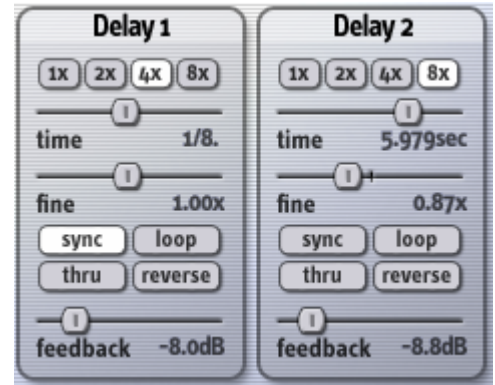 Delay 1
1x 2x 4x 8x
time 1/8.
fine 1.00x
sync loop
thru reverse
feedback -8.0dB
Delay 2
1x 2x 4x 8x
time 5.979sec
fine 0.87x
sync loop
thru reverse
feedback -8.8dB